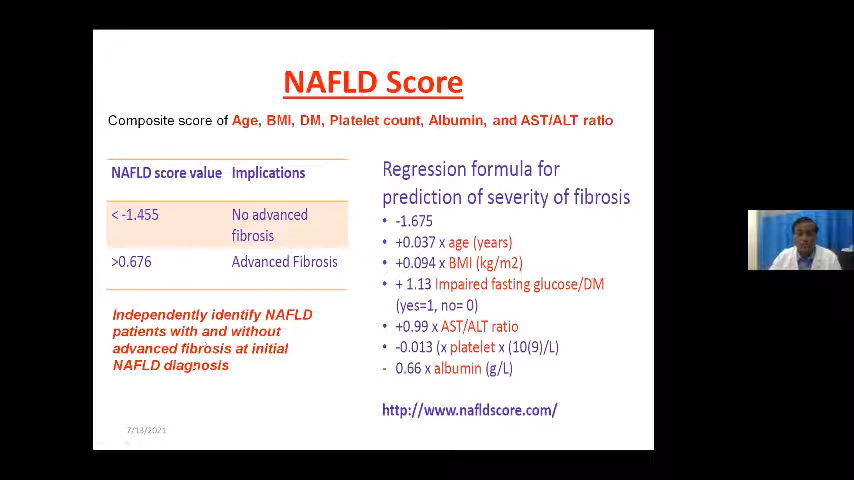 NAFLD Score
Composite score of Age, BMI, DM, Platelet count, Albumin, and AST/ALT ratio
NAFLD score value Implications
< -1.455 No advanced
fibrosis
>0.676 Advanced Fibrosis
Independently identify NAFLD
patients with and without
advanced fibrosis at initial
NAFLD diagnosis
Regression formula for
prediction of severity of fibrosis
• -1.675
• +0.037 x age (years)
• +0.094 x BMI (kg/m2)
• + 1.13 Impaired fasting glucose/DM
(yes=1, no= 0)
• +0.99 x AST/ALT ratio
• -0.013 (x platelet x (10(9)/L)
- 0.66 x albumin (g/L)
http://www.nafldscore.com/
7/13/2021